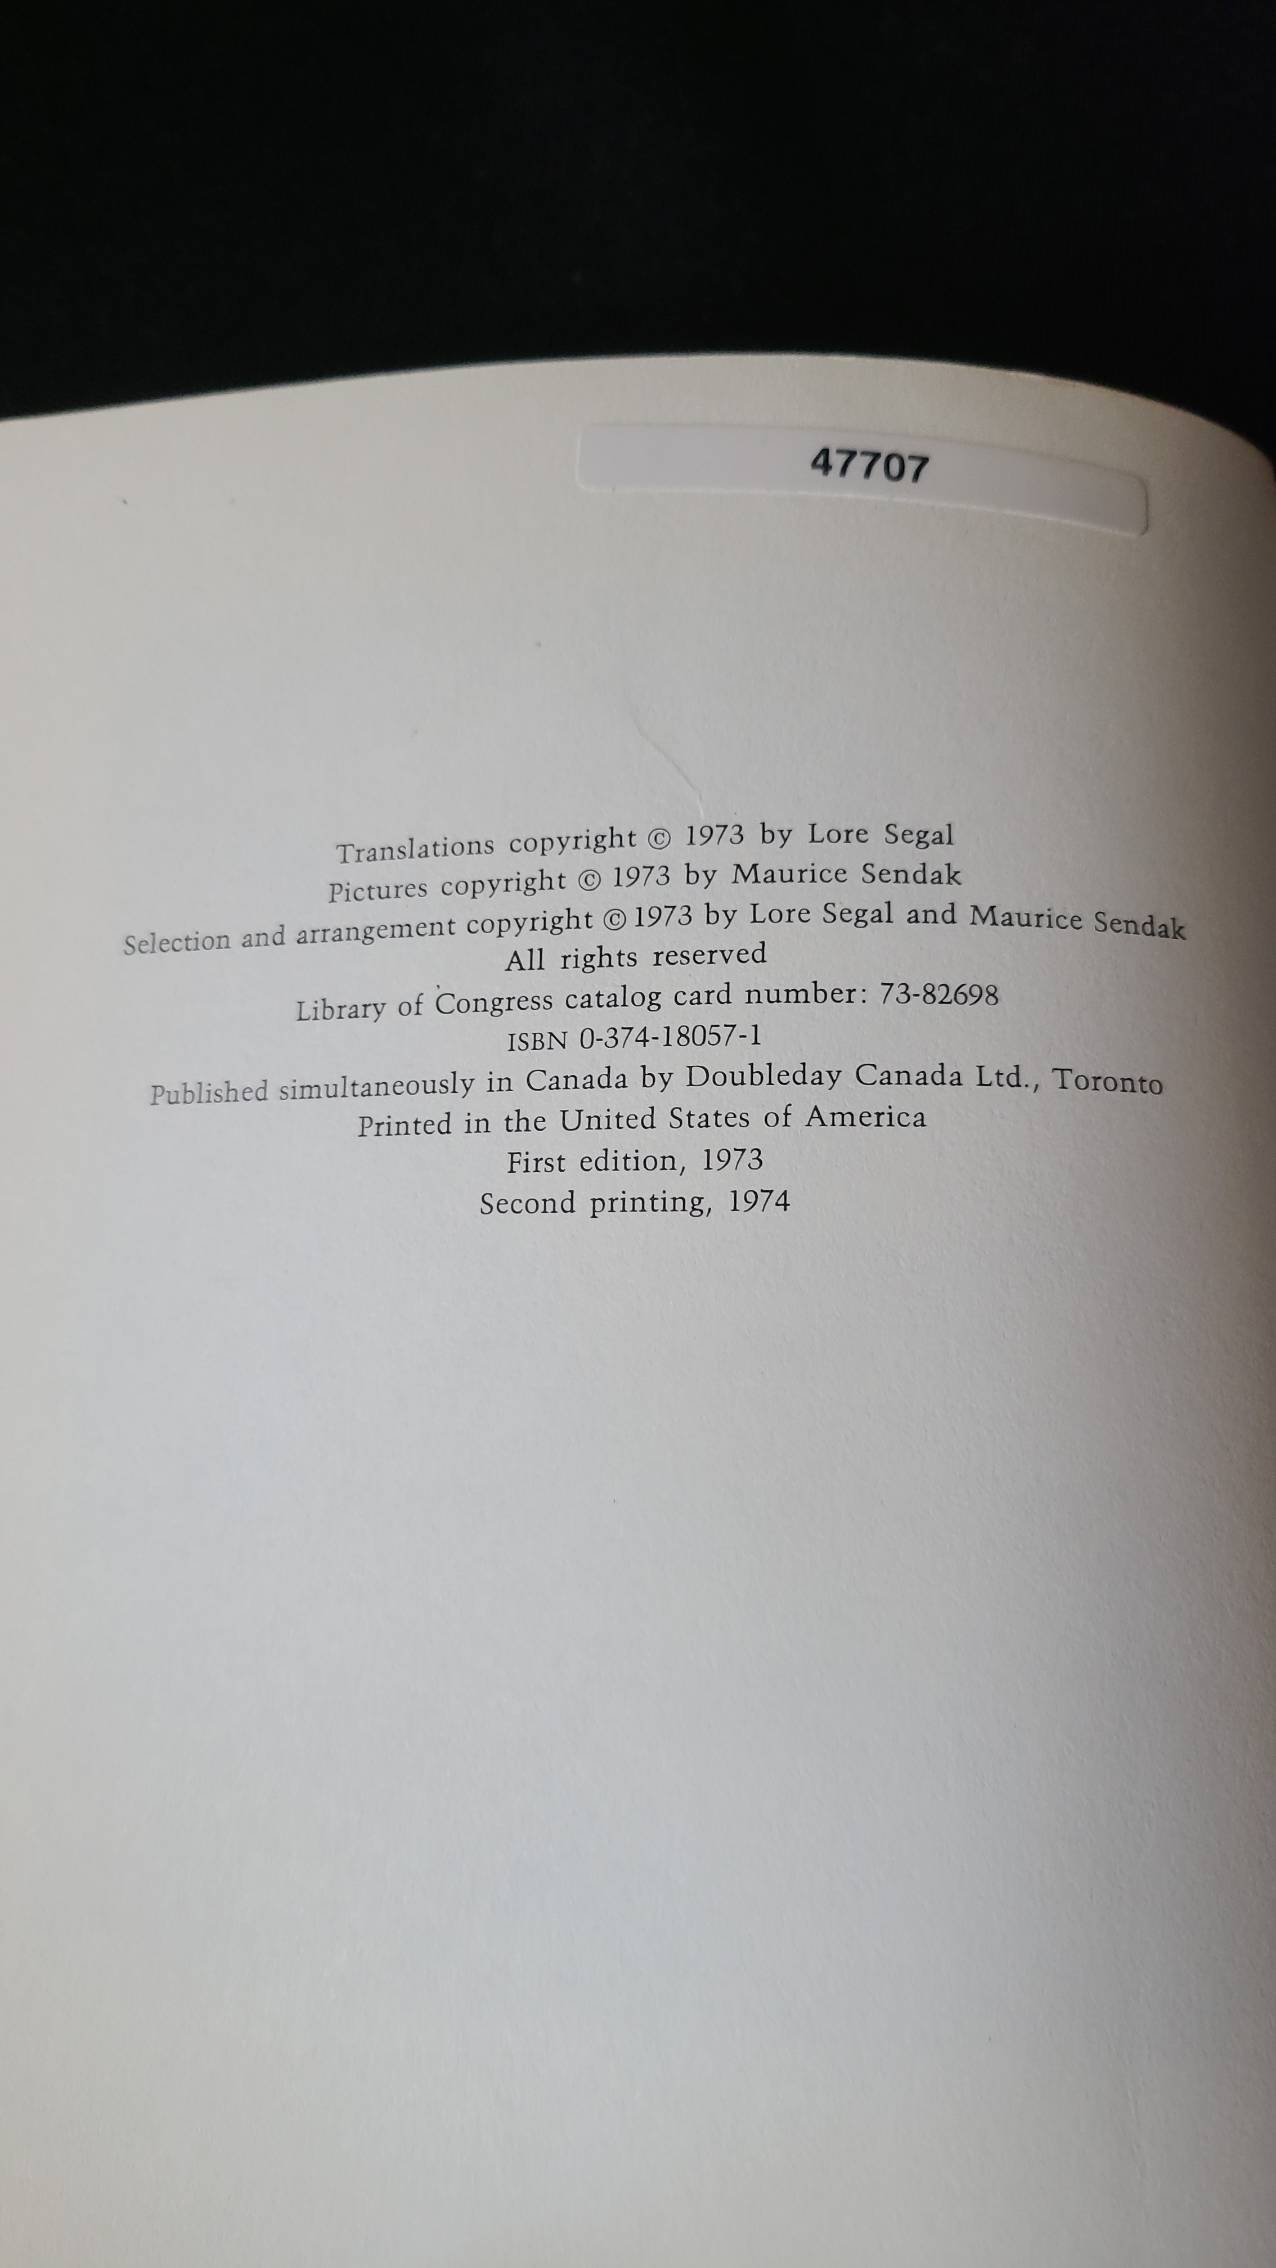 47707
Translations copyright © 1973 by Lore Segal
Pictures copyright © 1973 by Maurice Sendak
Selection and arrangement copyright © 1973 by Lore Segal and Maurice Sendak
All rights reserved
Library of Congress catalog card number: 73-82698
ISBN 0-374-18057-1
Published simultaneously in Canada by Doubleday Canada Ltd., Toronto
Printed in the United States of America
First edition, 1973
Second printing, 1974